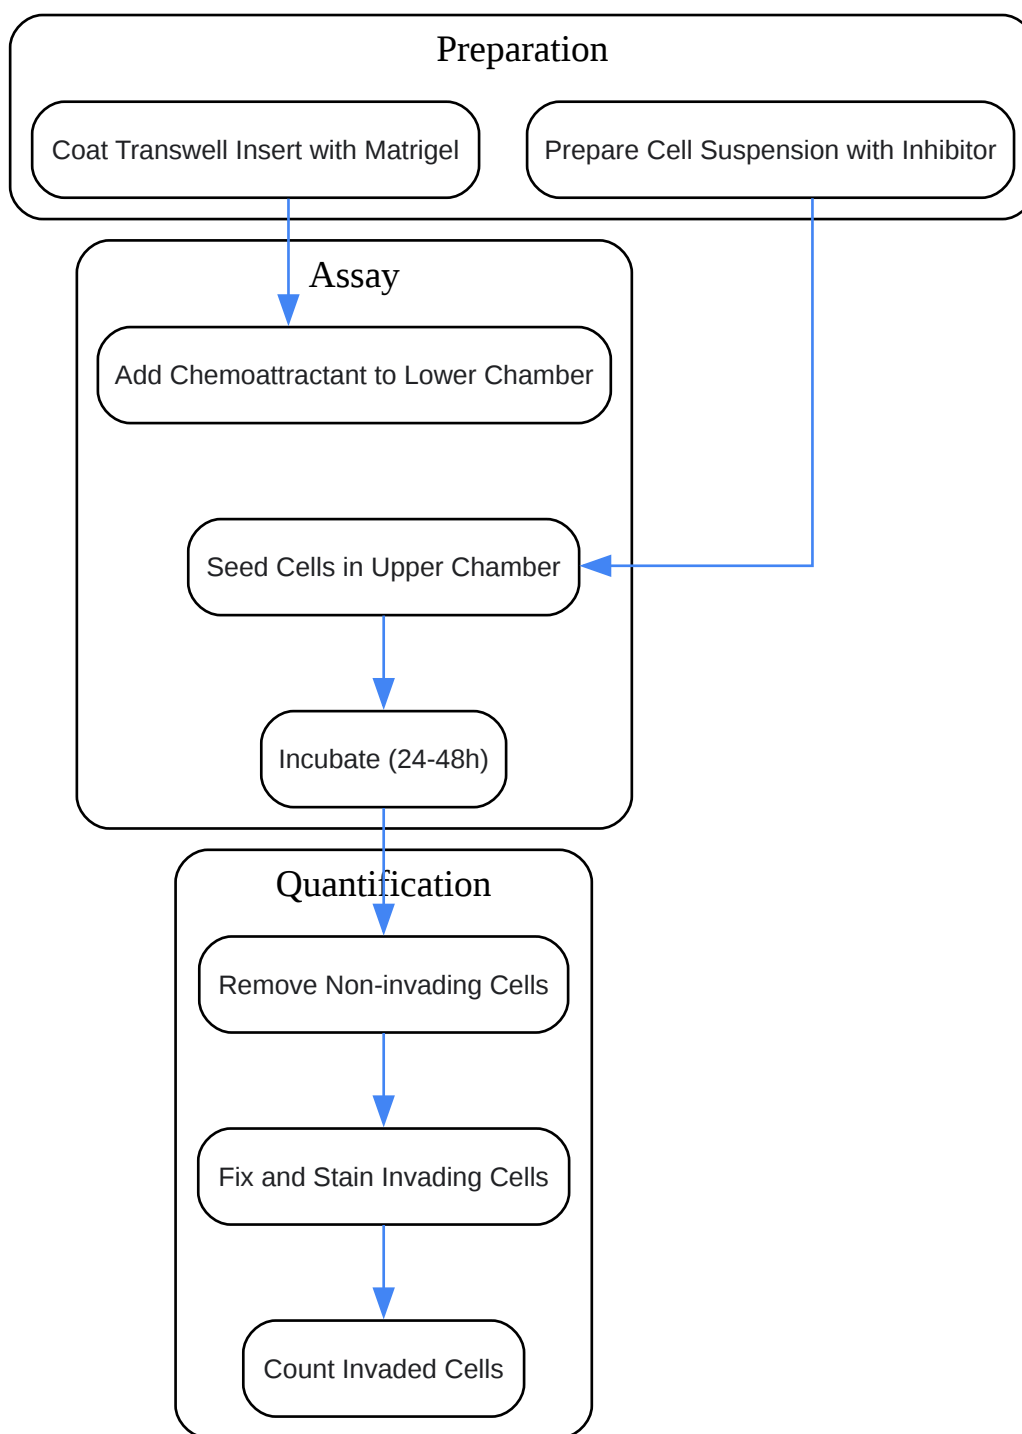 Preparation
Coat Transwell Insert with Matrigel
Prepare Cell Suspension with Inhibitor
Assay
Add Chemoattractant to Lower Chamber
Seed Cells in Upper Chamber
Incubate (24-48h)
Quantification
Remove Non-invading Cells
Fix and Stain Invading Cells
Count Invaded Cells